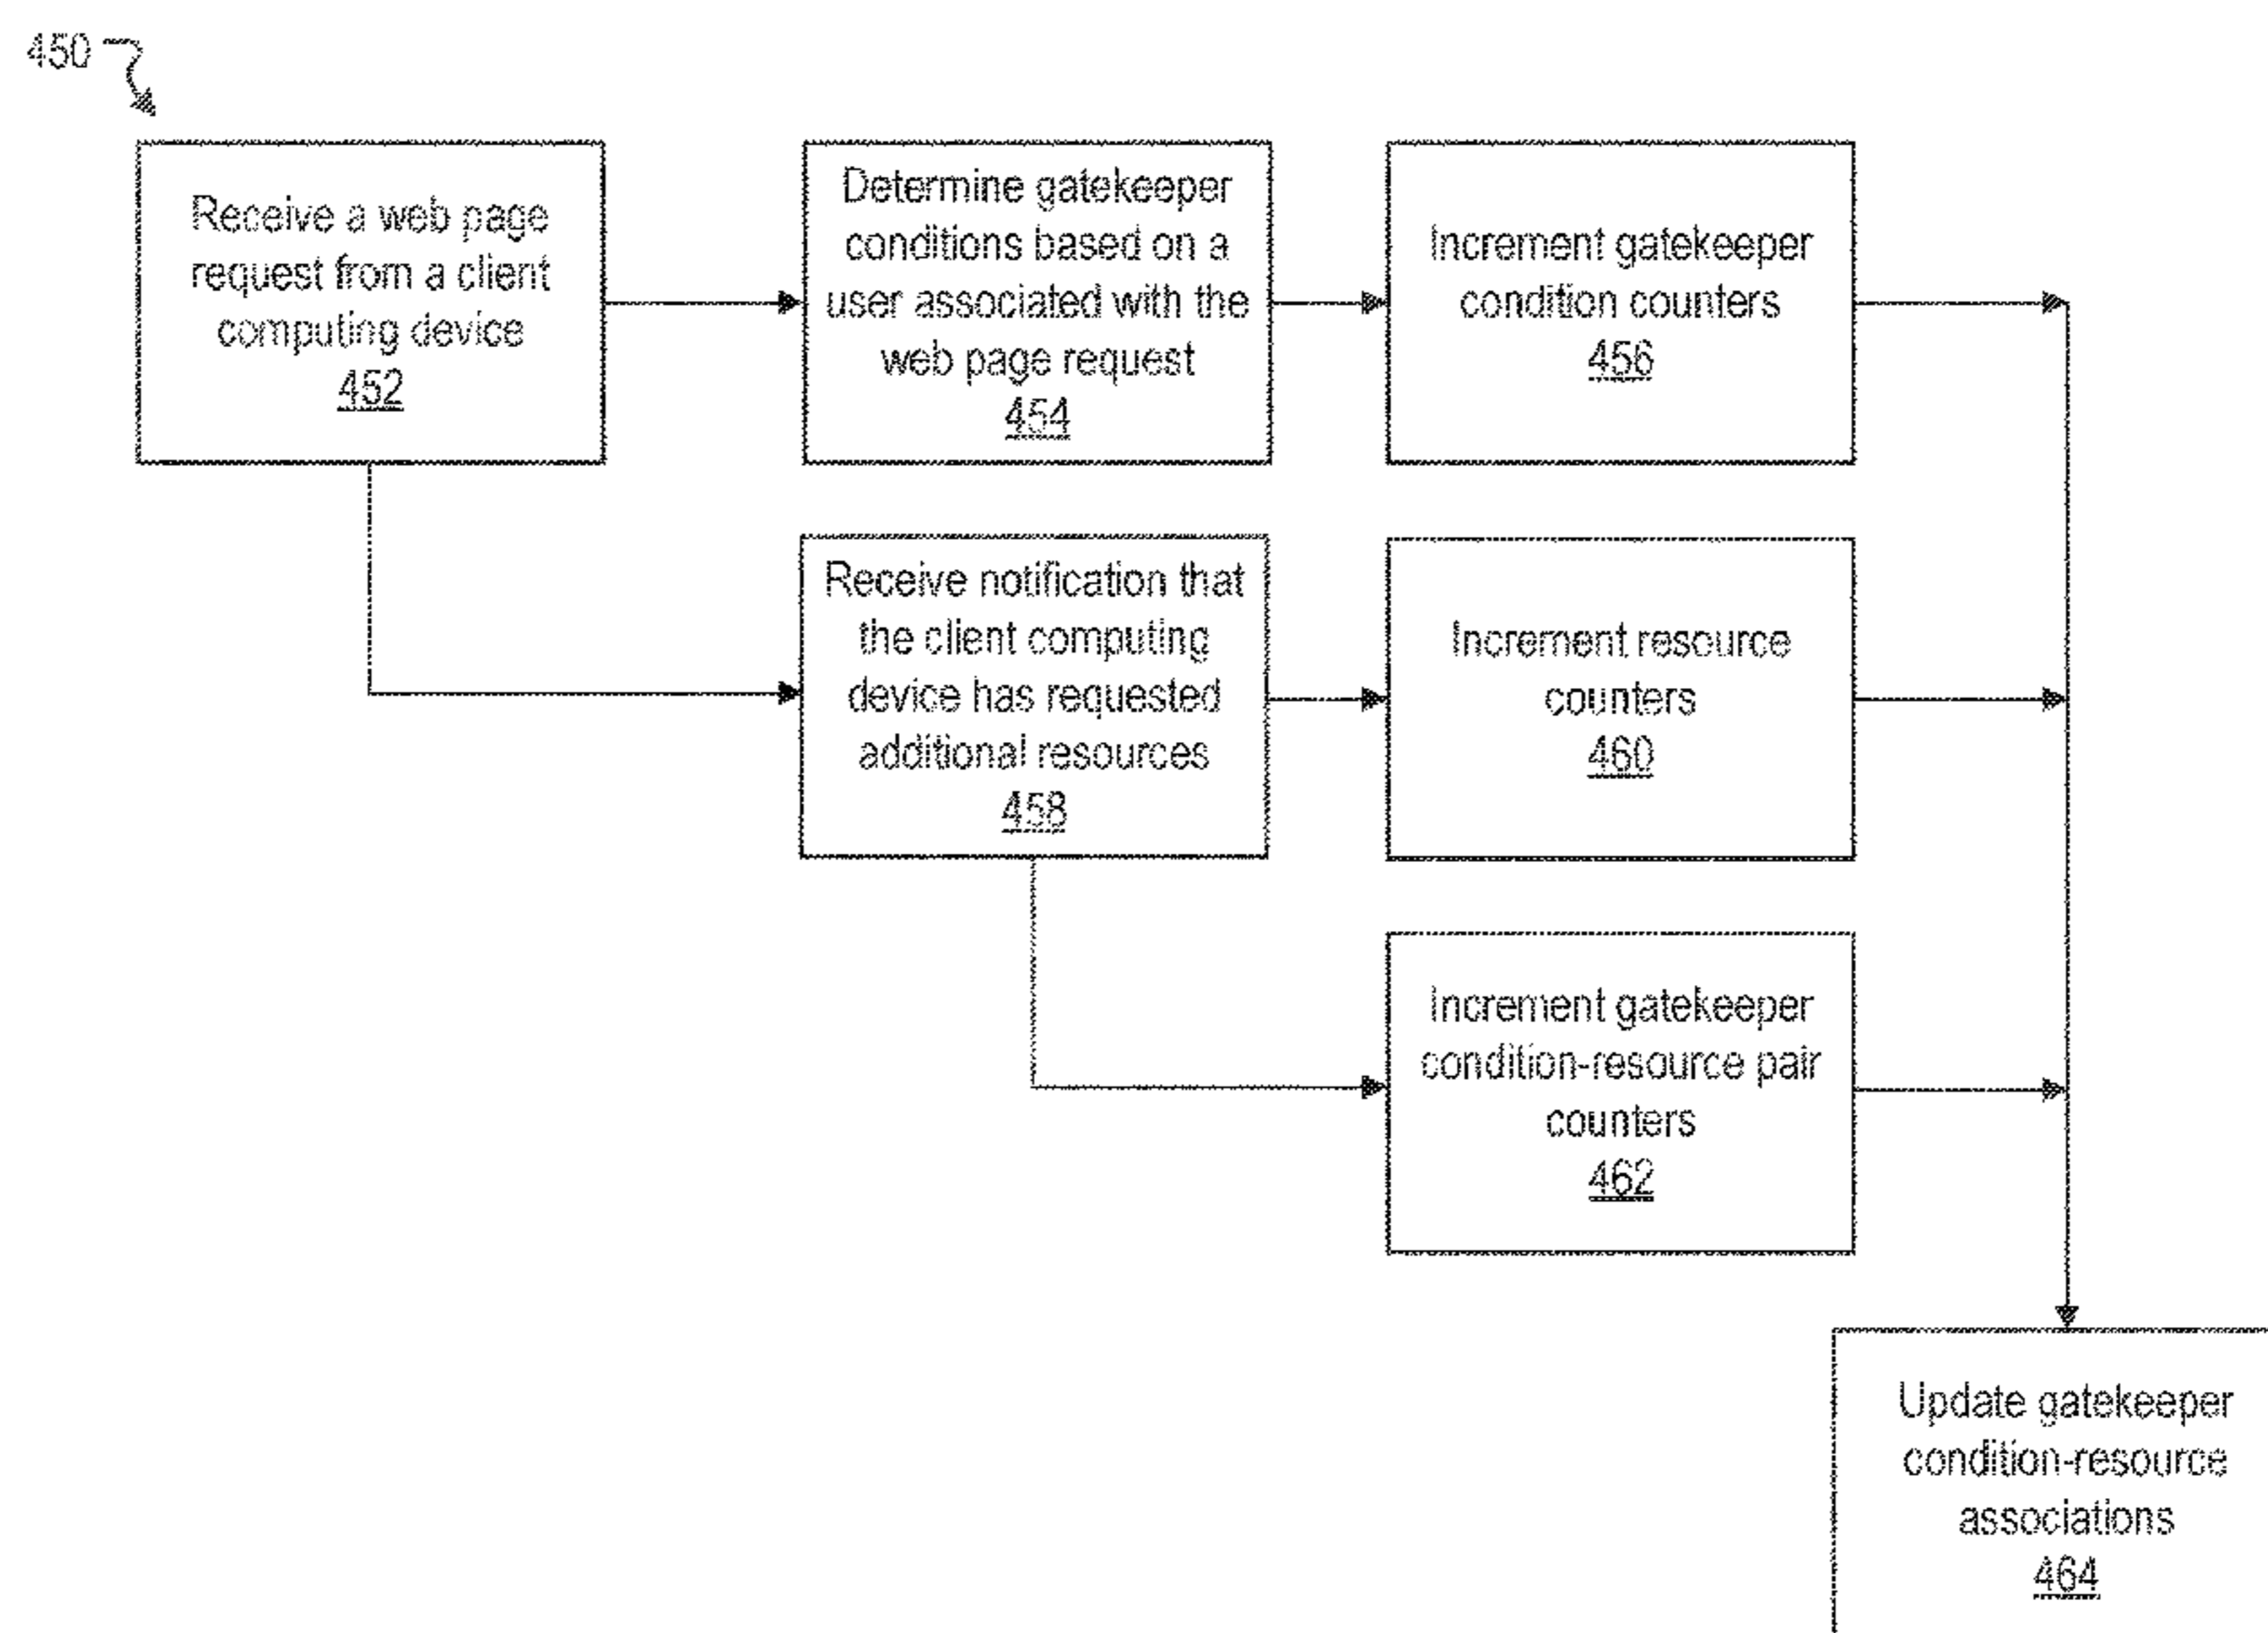 450
Receive a web page
request from a client
computing device
452
Determine gatekeeper
conditions based on a
user associated with the
web page request
454
Increment gatekeeper
condition counters
456
Receive notification that
the client computing
device has requested
additional resources
458
Increment resource
counters
460
Increment gatekeeper
condition-resource pair
counters
462
Update gatekeeper
condition-resource
associations
464